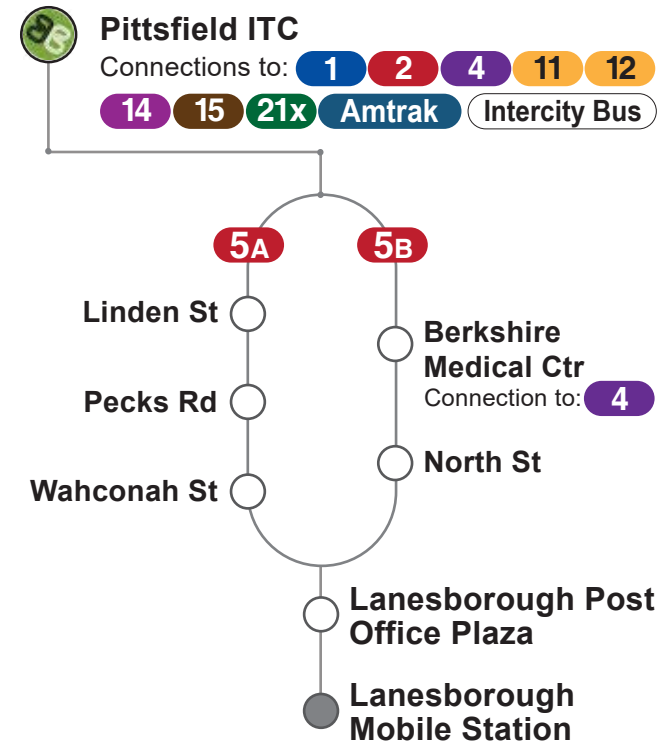 Pittsfield ITC
Connections to: 1 2 4 11 12
14 15 21x Amtrak Intercity Bus
5A 5B
Linden St
Berkshire
Medical Ctr
Connection to: 4
Pecks Rd
North St
Wahconah St
Lanesborough Post
Office Plaza
Lanesborough
Mobile Station